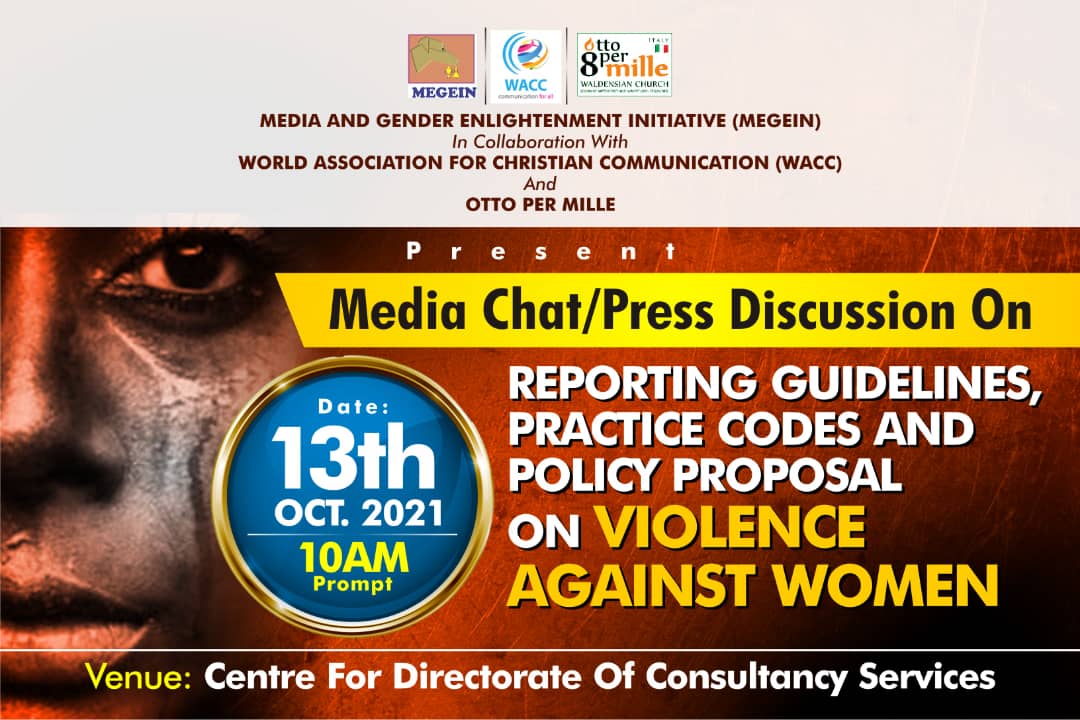 MEGEIN
WACC
communication for all
ITALY
otto
8 per
mille
WALDENSIAN CHURCH
MEDIA AND GENDER ENLIGHTENMENT INITIATIVE (MEGEIN)
In Collaboration With
WORLD ASSOCIATION FOR CHRISTIAN COMMUNICATION (WACC)
And
OTTO PER MILLE
Present
Media Chat/Press Discussion On
REPORTING GUIDELINES,
PRACTICE CODES AND
POLICY PROPOSAL
ON VIOLENCE
AGAINST WOMEN
Date:
13th
OCT. 2021
10AM
Prompt
Venue: Centre For Directorate Of Consultancy Services